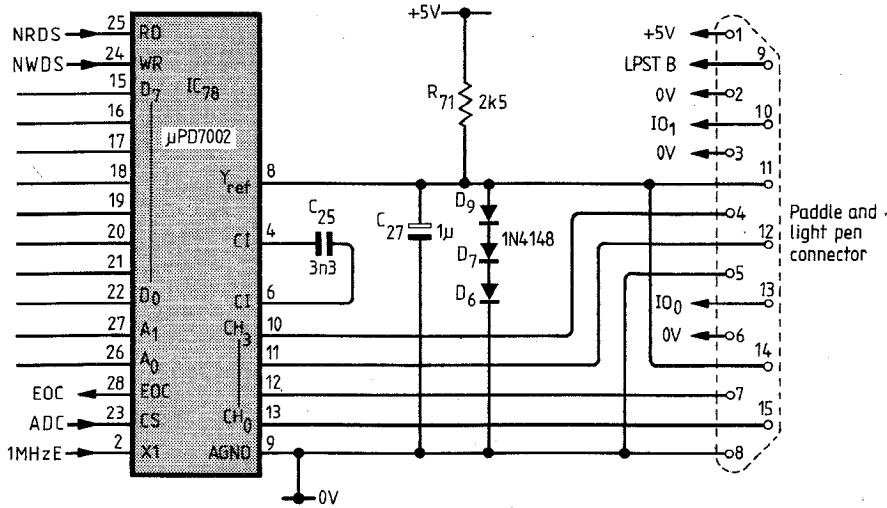 NRDS
25
RD
NWDS
24
WR
15
D7
16
17
18
19
20
21
22
D0
27
A1
26
A0
EOC
28
EOC
ADC
23
CS
1MHzE
2
X1
IC78
µPD7002
Yref
8
CI
4
C25
3n3
CI
6
CH3
10
11
12
CH0
13
AGND
9
0V
+5V
R71
2k5
C27
1µ
D9
D7
D6
1N4148
+5V
1
LPST B
9
0V
2
IO1
10
0V
3
11
4
12
5
IO0
13
0V
6
14
7
15
8
Paddle and
light pen
connector